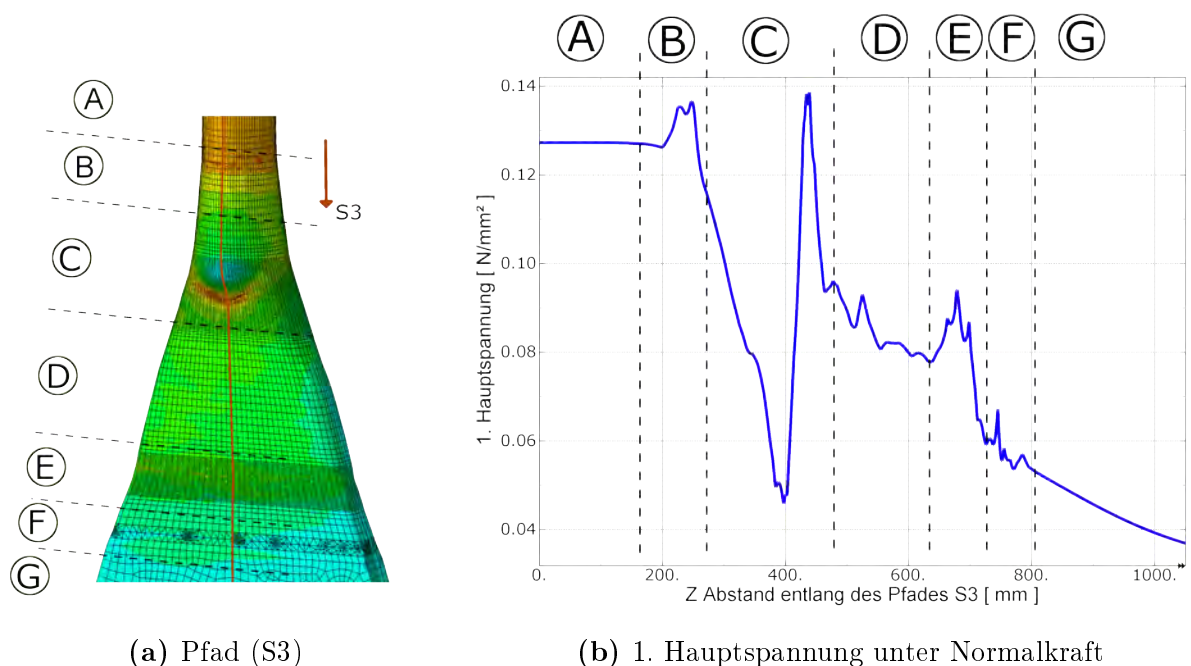 A
B
C
D
E
F
G
S3
A B C D E F G
0.14
0.12
0.10
0.08
0.06
0.04
1. Hauptspannung [ N/mm² ]
0. 200. 400. 600. 800. 1000.
Z Abstand entlang des Pfades S3 [ mm ]
(a) Pfad (S3)
(b) 1. Hauptspannung unter Normalkraft